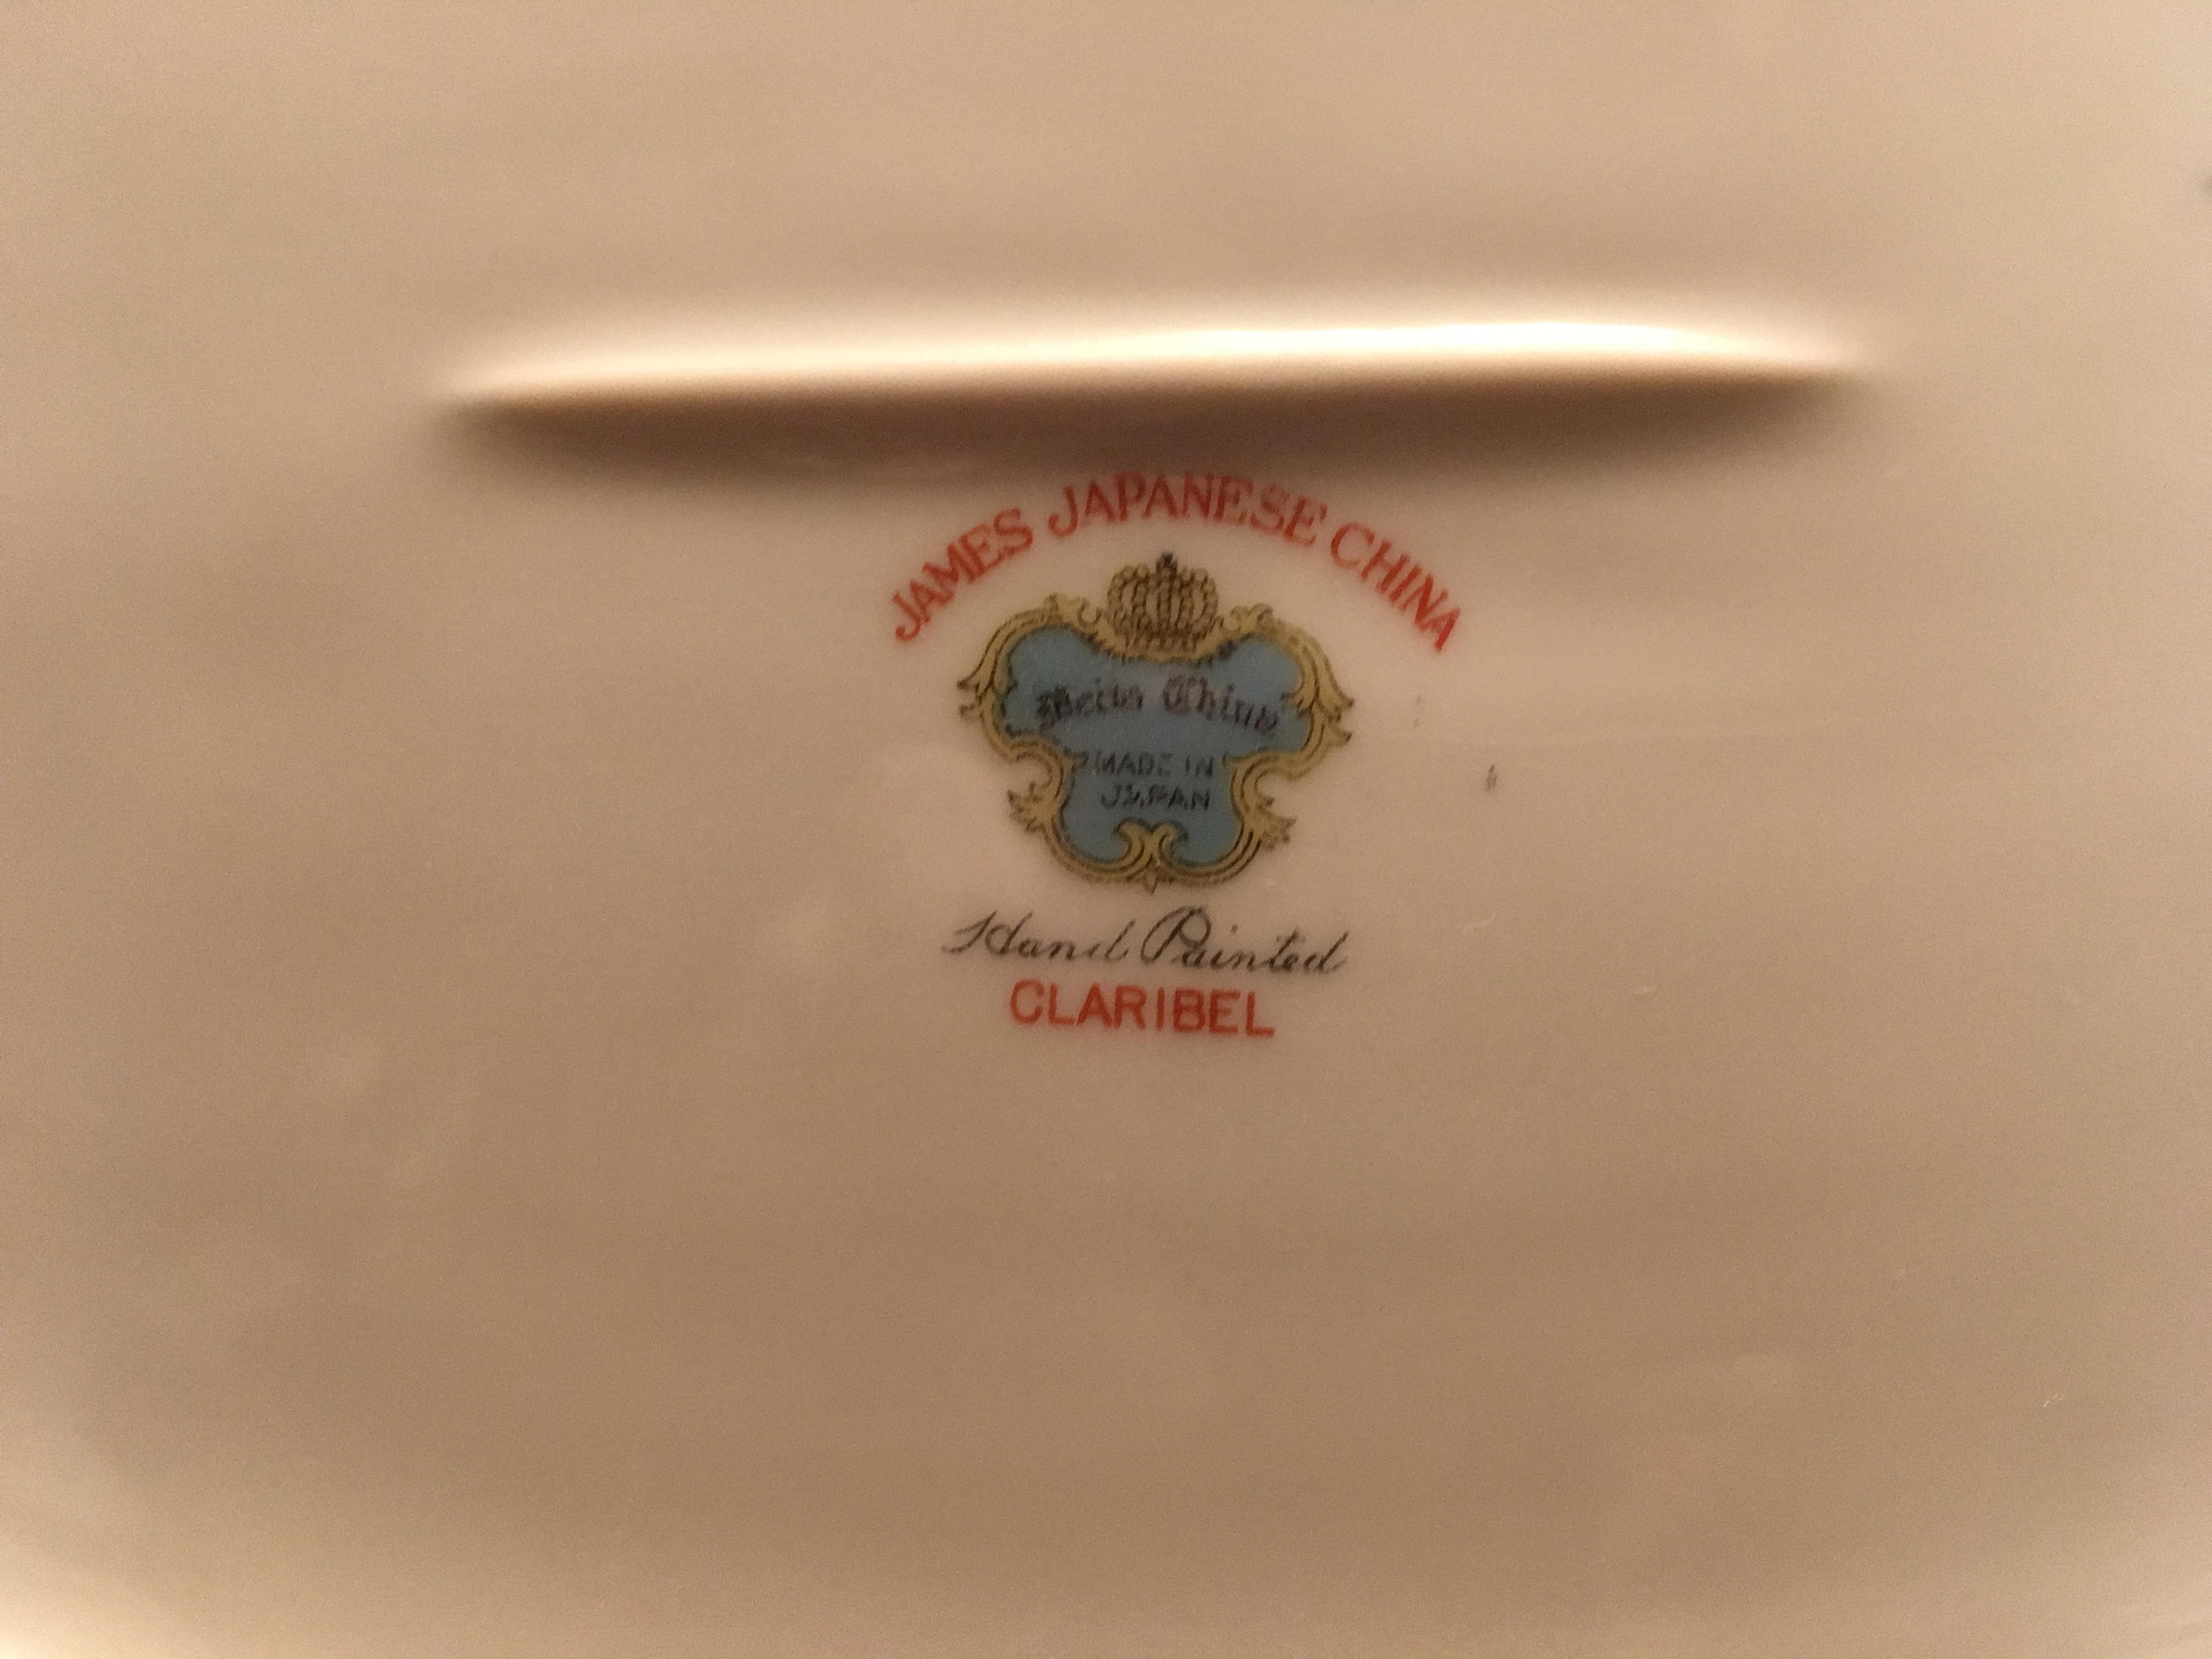 JAMES JAPANESE CHINA
Meito China
MADE IN
JAPAN
Hand Painted
CLARIBEL